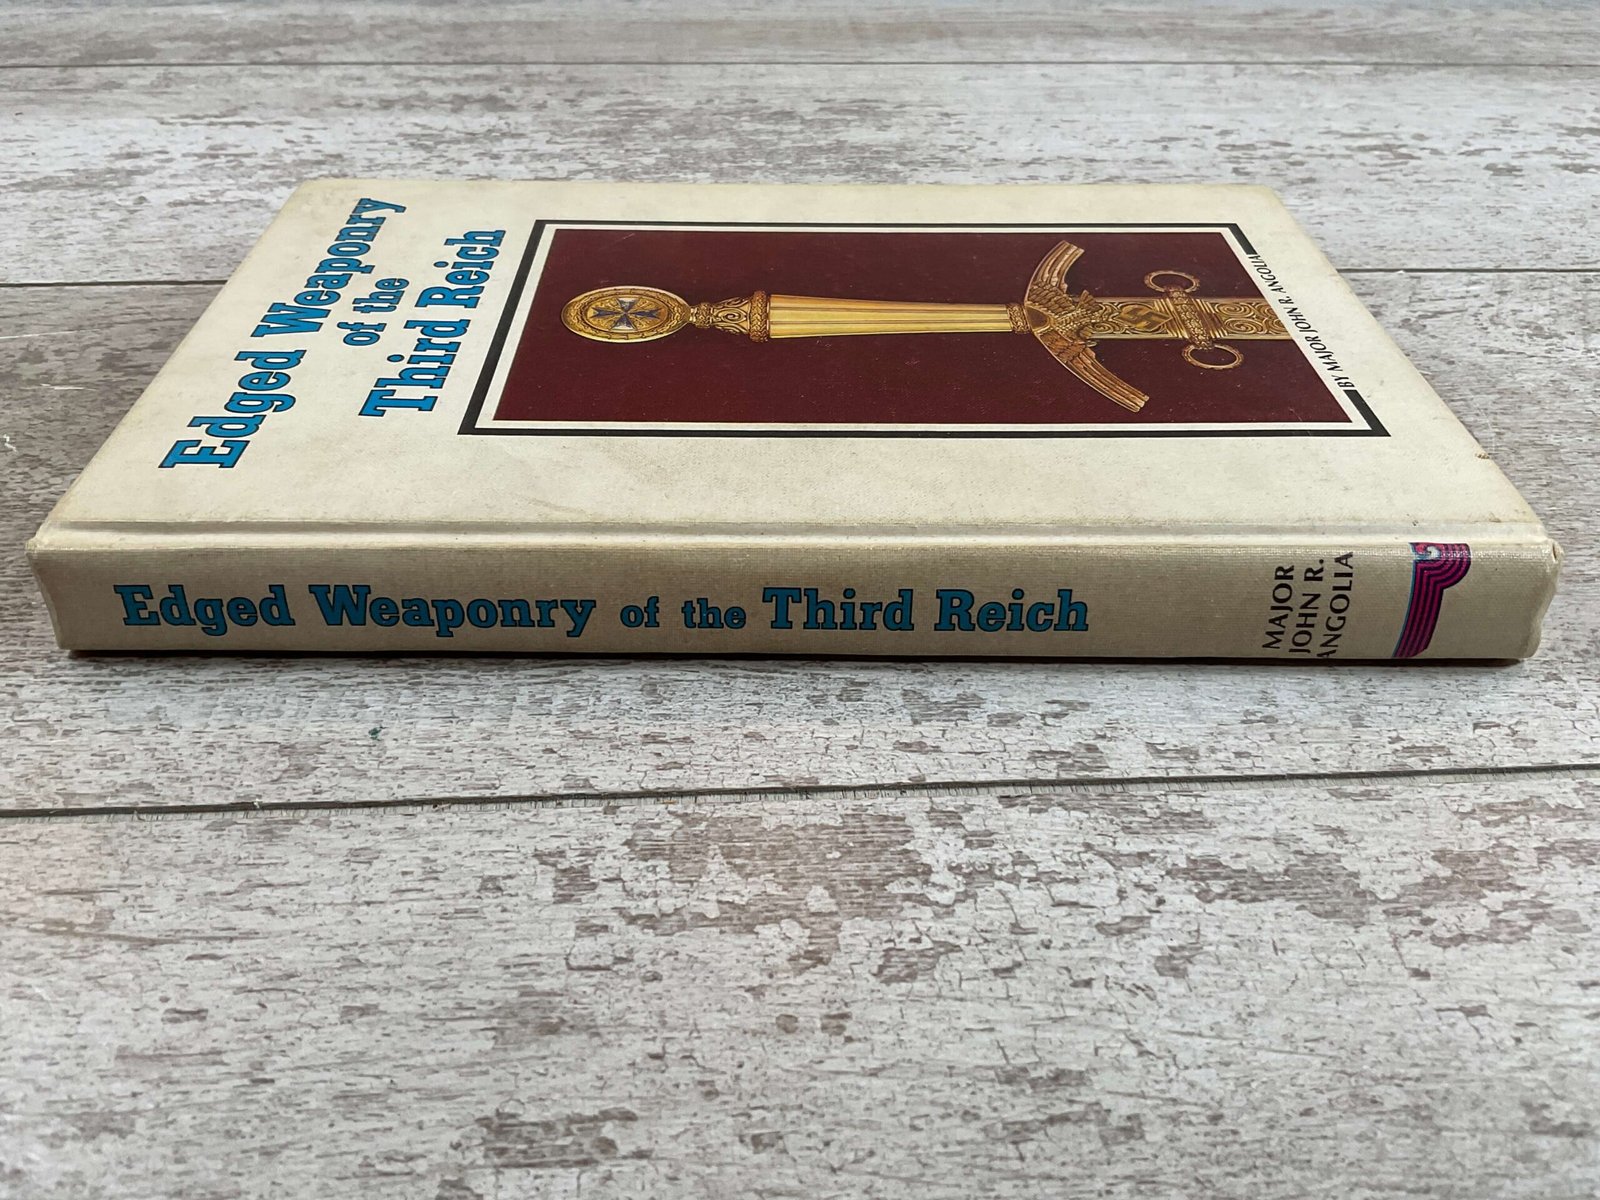 Edged Weaponry
of the
Third Reich
BY MAJOR JOHN R. ANGOLIA
Edged Weaponry of the Third Reich
MAJOR
JOHN R.
ANGOLIA